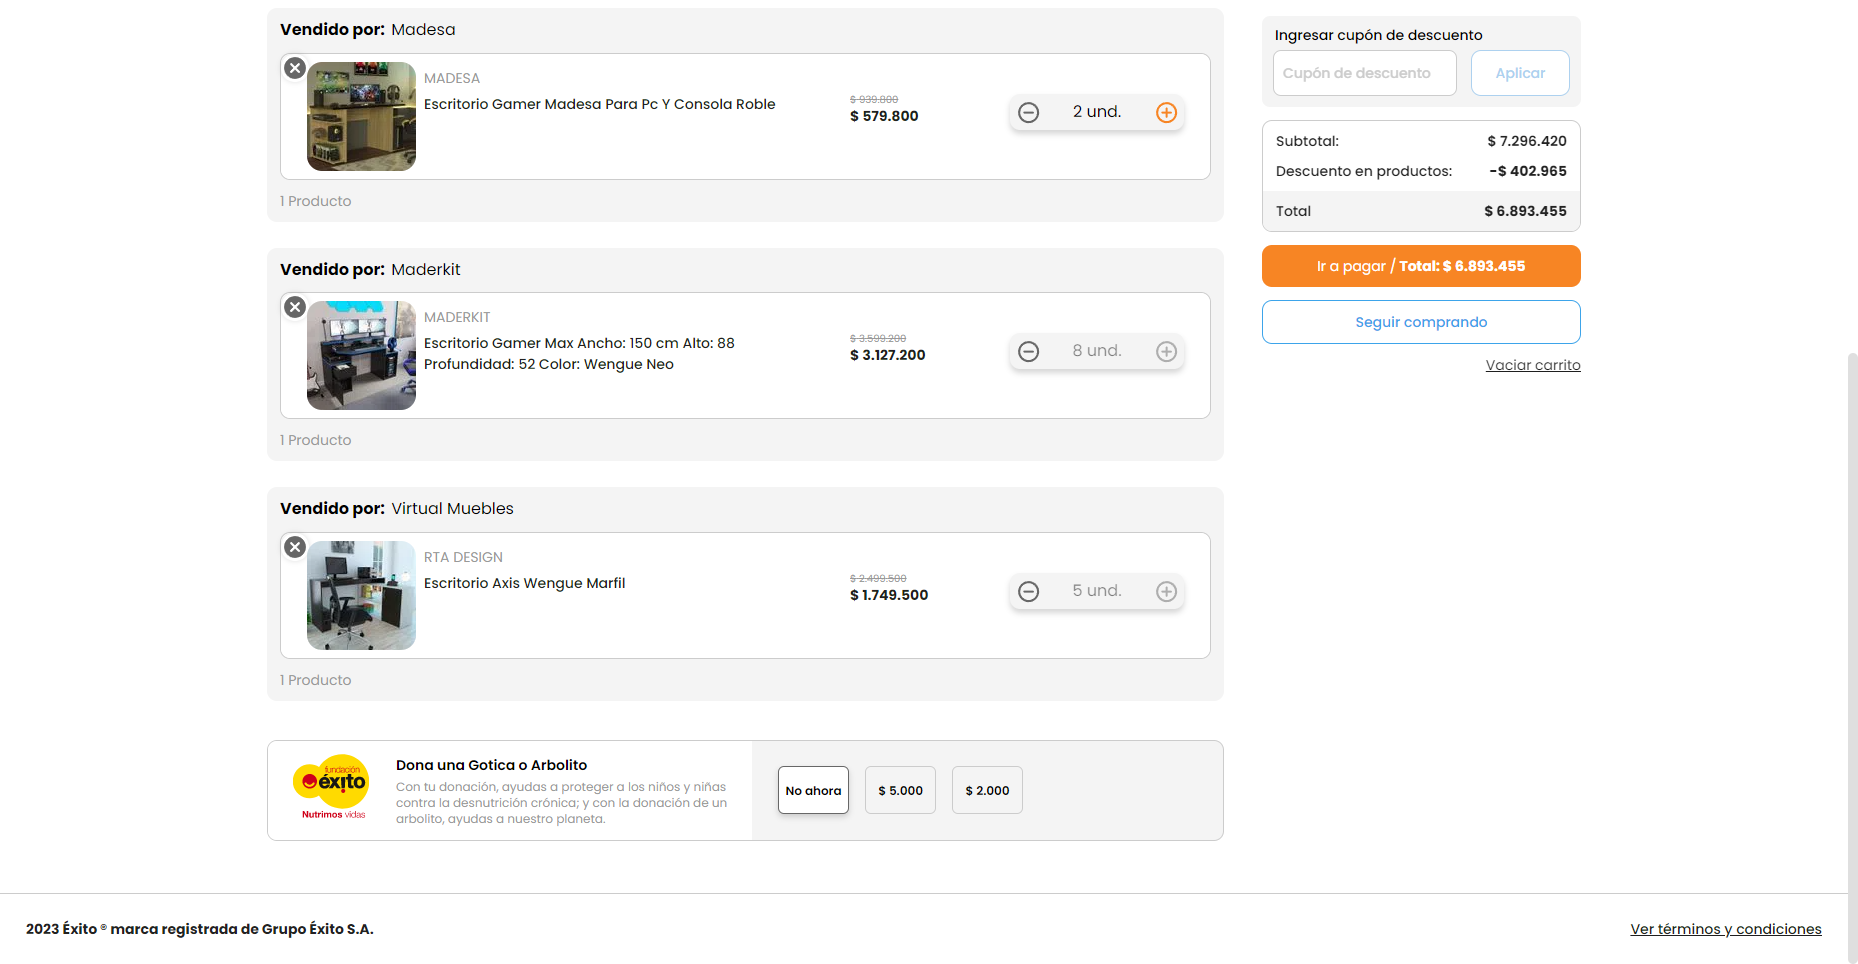 Vendido por: Madesa
MADESA
Escritorio Gamer Madesa Para Pc Y Consola Roble
$ 939.800
$ 579.800
2 und.
1 Producto
Vendido por: Maderkit
MADERKIT
Escritorio Gamer Max Ancho: 150 cm Alto: 88
Profundidad: 52 Color: Wengue Neo
$ 3.599.200
$ 3.127.200
8 und.
1 Producto
Vendido por: Virtual Muebles
RTA DESIGN
Escritorio Axis Wengue Marfil
$ 2.499.500
$ 1.749.500
5 und.
1 Producto
fundación
éxito
Nutrimos vidas
Dona una Gotica o Arbolito
Con tu donación, ayudas a proteger a los niños y niñas
contra la desnutrición crónica; y con la donación de un
arbolito, ayudas a nuestro planeta.
No ahora
$ 5.000
$ 2.000
Ingresar cupón de descuento
Cupón de descuento
Aplicar
Subtotal: $ 7.296.420
Descuento en productos: -$ 402.965
Total $ 6.893.455
Ir a pagar / Total: $ 6.893.455
Seguir comprando
Vaciar carrito
2023 Éxito ® marca registrada de Grupo Éxito S.A.
Ver términos y condiciones